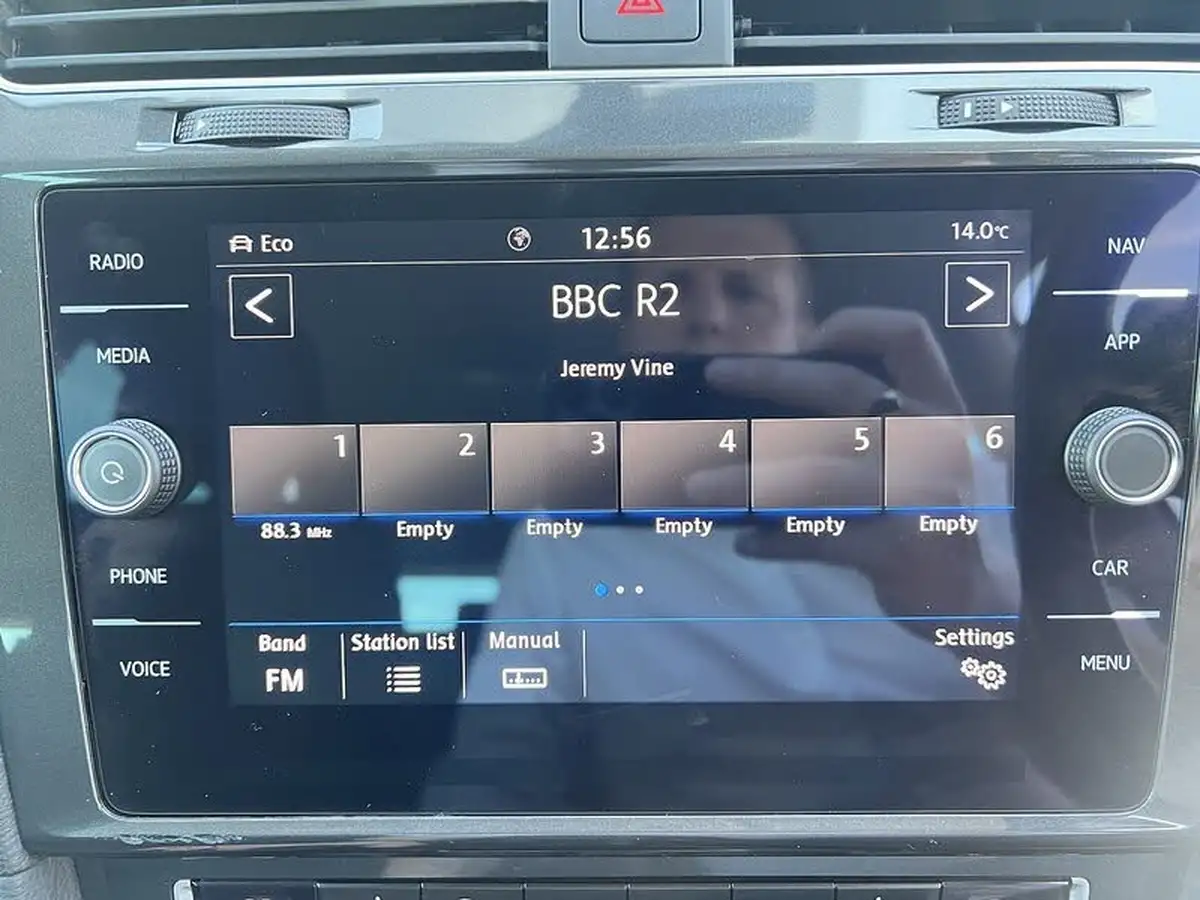 RADIO
MEDIA
PHONE
VOICE
Eco 12:56 14.0°C
BBC R2
Jeremy Vine
1 2 3 4 5 6
88.3 MHz Empty Empty Empty Empty Empty
Band Station list Manual Settings
FM
NAV
APP
CAR
MENU